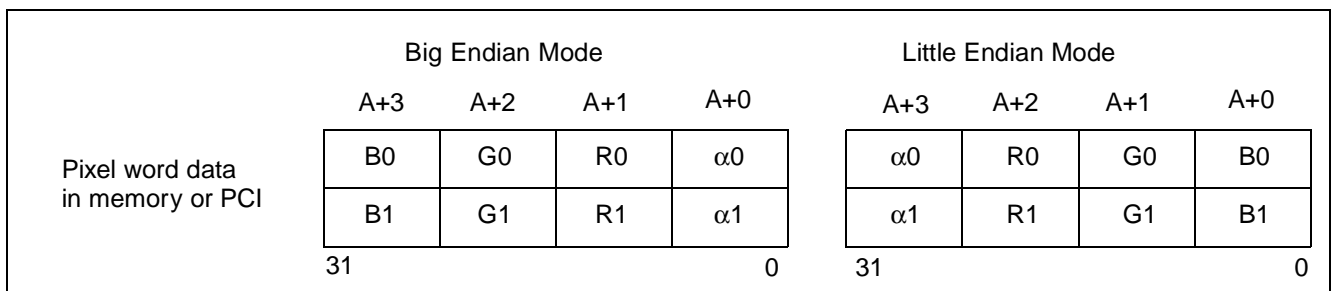 Big Endian Mode Little Endian Mode
A+3 A+2 A+1 A+0 A+3 A+2 A+1 A+0
Pixel word data
in memory or PCI
B0 G0 R0 α0 α0 R0 G0 B0
B1 G1 R1 α1 α1 R1 G1 B1
31 0 31 0